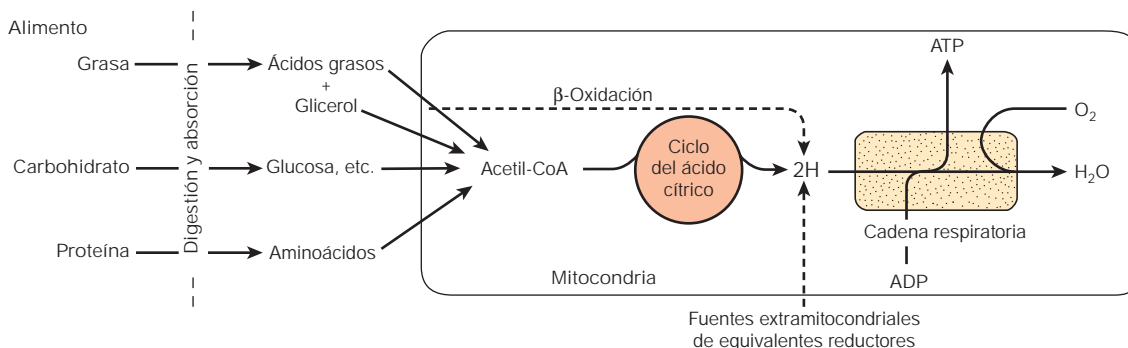 Alimento
Grasa
Carbohidrato
Proteína
Digestión y absorción
Ácidos grasos
+
Glicerol
Glucosa, etc.
Aminoácidos
β-Oxidación
Acetil-CoA
Ciclo
del ácido
cítrico
2H
ATP
O₂
H₂O
Cadena respiratoria
ADP
Mitocondria
Fuentes extramitocondriales
de equivalentes reductores